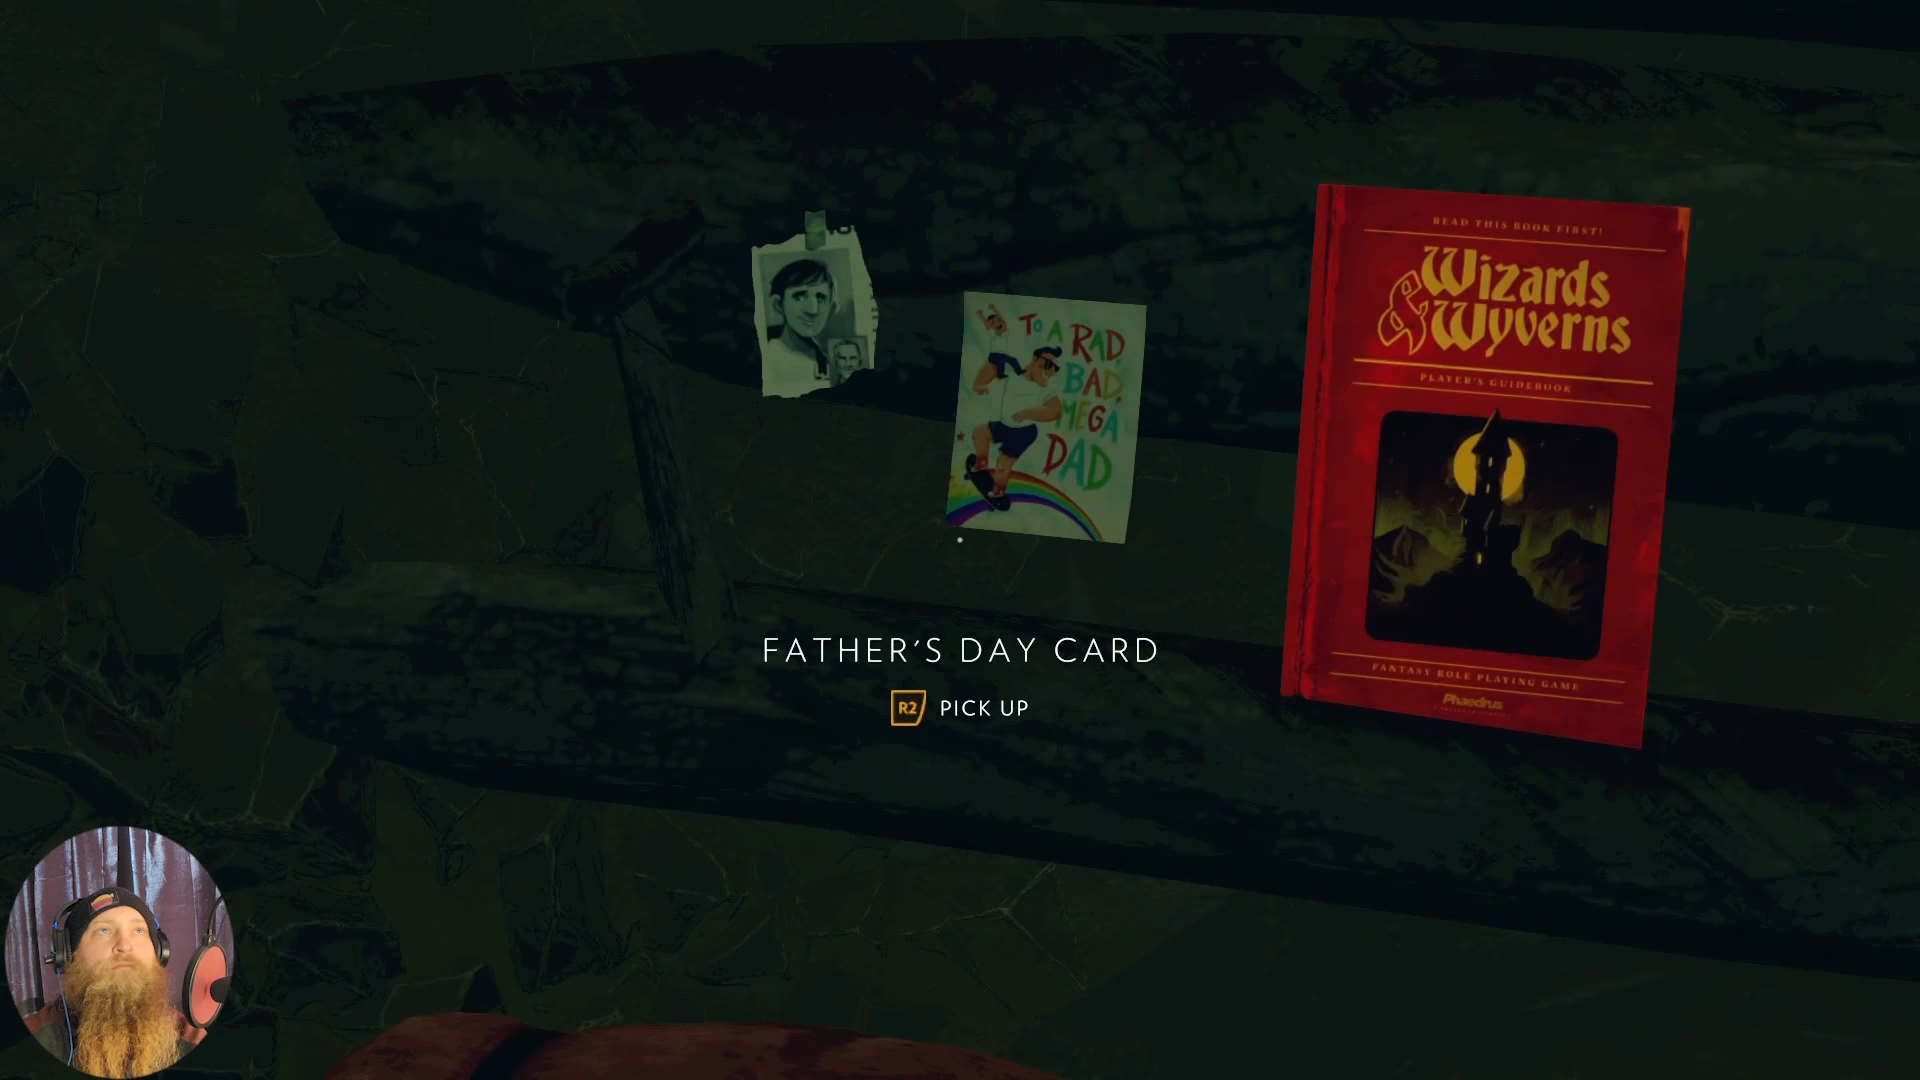 TO A RAD,
BAD,
MEGA
DAD
READ THIS BOOK FIRST!
Wizards
& Wyverns
PLAYER'S GUIDEBOOK
FANTASY ROLE PLAYING GAME
Phaedrus
FATHER'S DAY CARD
R2 PICK UP